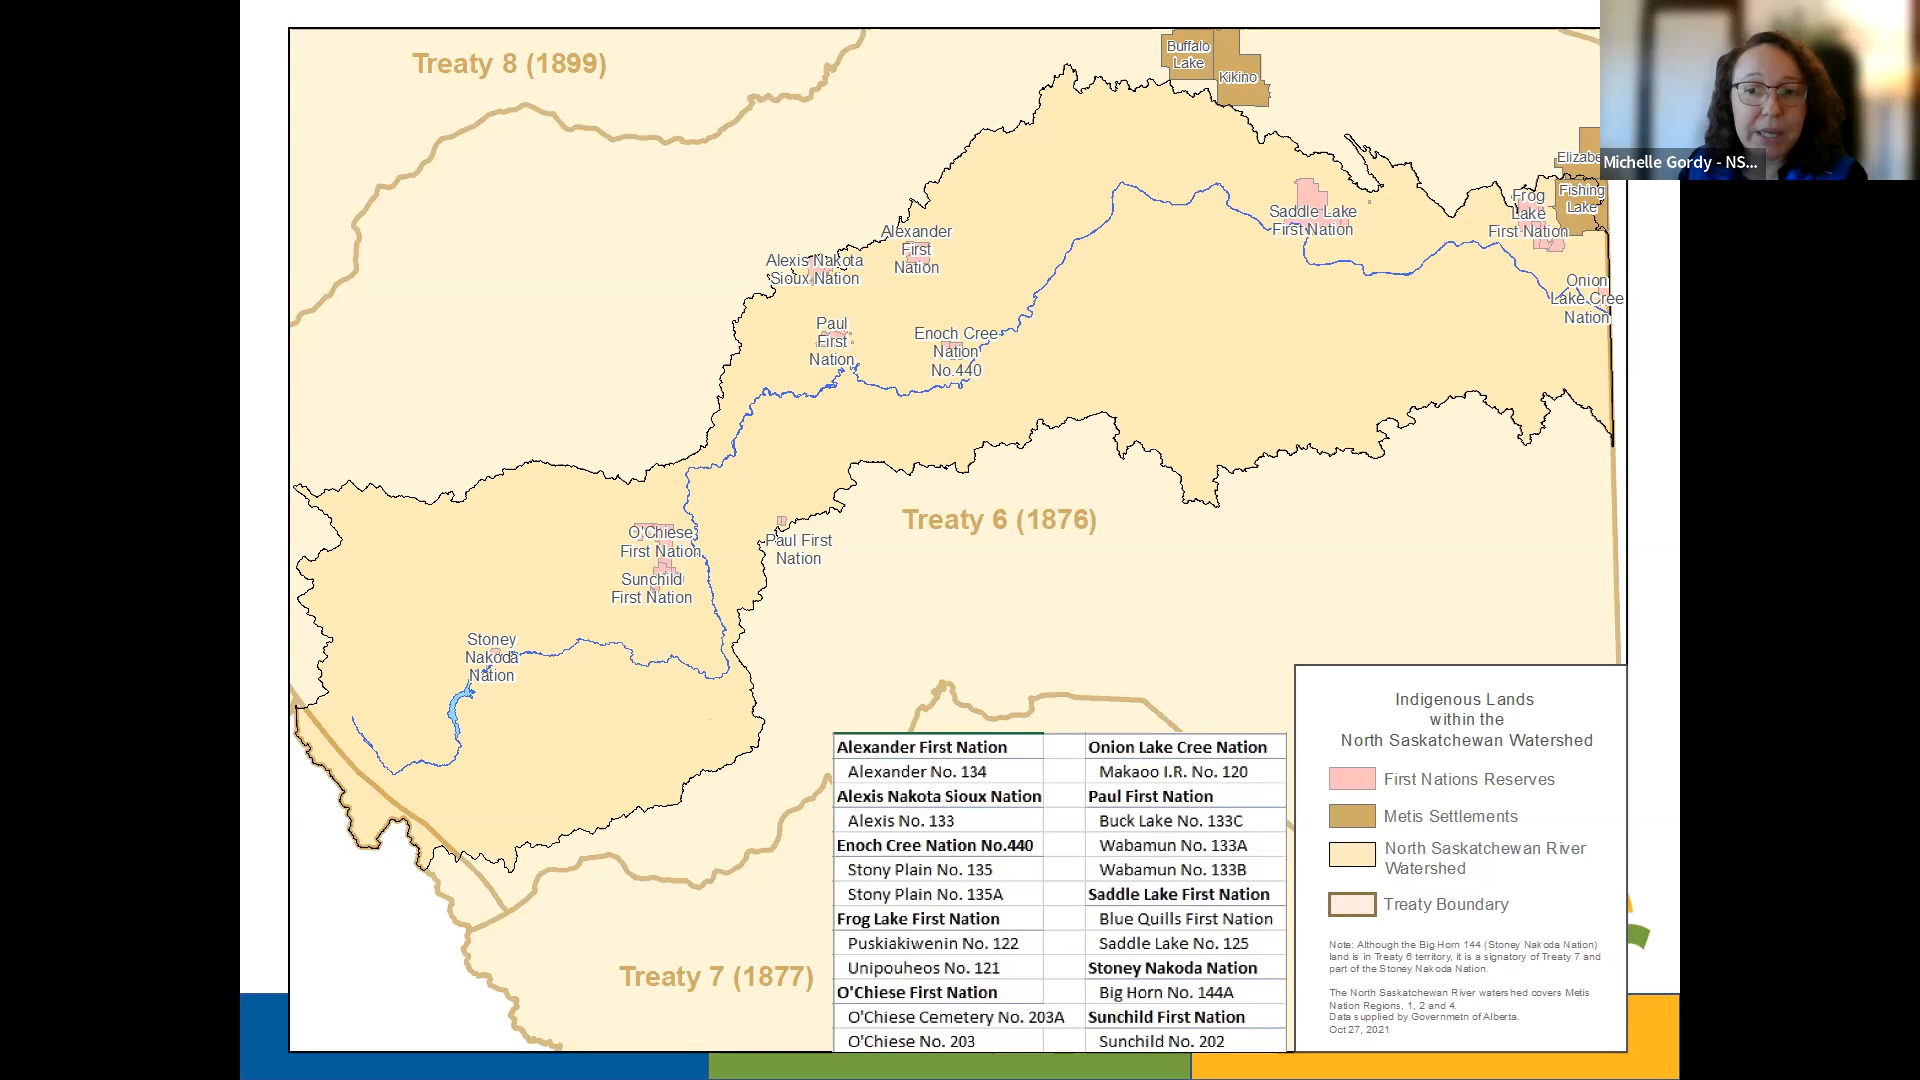 Treaty 8 (1899)
Buffalo
Lake
Kikino
Elizabe
Michelle Gordy - NS...
Fishing
Lake
Frog
Lake
First Nation
Saddle Lake
First Nation
Alexander
First
Nation
Alexis Nakota
Sioux Nation
Onion
Lake Cree
Nation
Paul
First
Nation
Enoch Cree
Nation
No.440
Treaty 6 (1876)
O'Chiese
First Nation
Paul First
Nation
Sunchild
First Nation
Stoney
Nakoda
Nation
Treaty 7 (1877)
Alexander First Nation
Alexander No. 134
Alexis Nakota Sioux Nation
Alexis No. 133
Enoch Cree Nation No.440
Stony Plain No. 135
Stony Plain No. 135A
Frog Lake First Nation
Puskiakiwenin No. 122
Unipouheos No. 121
O'Chiese First Nation
O'Chiese Cemetery No. 203A
O'Chiese No. 203
Onion Lake Cree Nation
Makaoo I.R. No. 120
Paul First Nation
Buck Lake No. 133C
Wabamun No. 133A
Wabamun No. 133B
Saddle Lake First Nation
Blue Quills First Nation
Saddle Lake No. 125
Stoney Nakoda Nation
Big Horn No. 144A
Sunchild First Nation
Sunchild No. 202
Indigenous Lands
within the
North Saskatchewan Watershed
First Nations Reserves
Metis Settlements
North Saskatchewan River
Watershed
Treaty Boundary
Note: Although the Big Horn 144 (Stoney Nakoda Nation)
land is in Treaty 6 territory, it is a signatory of Treaty 7 and
part of the Stoney Nakoda Nation.
The North Saskatchewan River watershed covers Metis
Nation Regions, 1, 2 and 4.
Data supplied by Governmetn of Alberta.
Oct 27, 2021